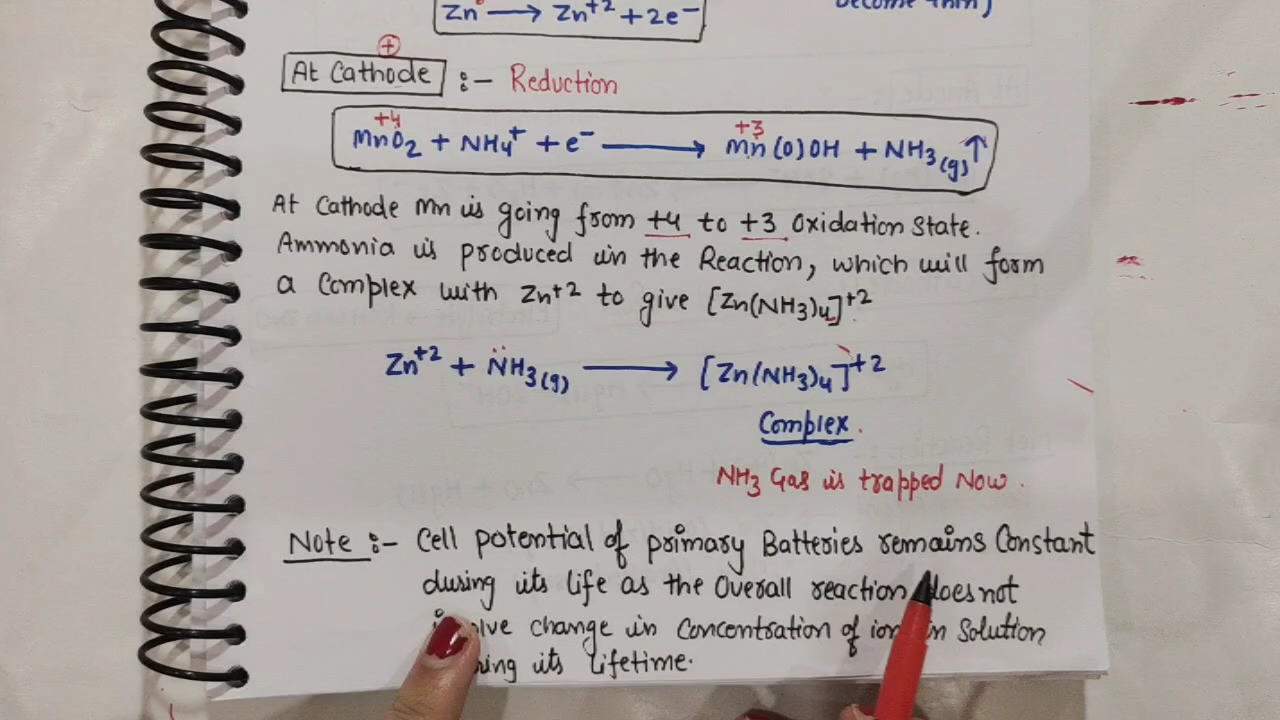 Zn° ⟶ Zn⁺² + 2e⁻
become thin)
+
At Cathode :- Reduction
+4 +3
MnO₂ + NH₄⁺ + e⁻ ⟶ Mn(O)OH + NH₃(g)↑
At Cathode Mn is going from +4 to +3 Oxidation State.
Ammonia is produced in the Reaction, which will form
a Complex with Zn⁺² to give [Zn(NH₃)₄]⁺²
Zn⁺² + N̈H₃(g) ⟶ [Zn(NH₃)₄]⁺²
Complex.
NH₃ Gas is trapped Now.
Note :- Cell potential of primary Batteries remains Constant
during its life as the Overall reaction does not
change in Concentration of in Solution
its lifetime.